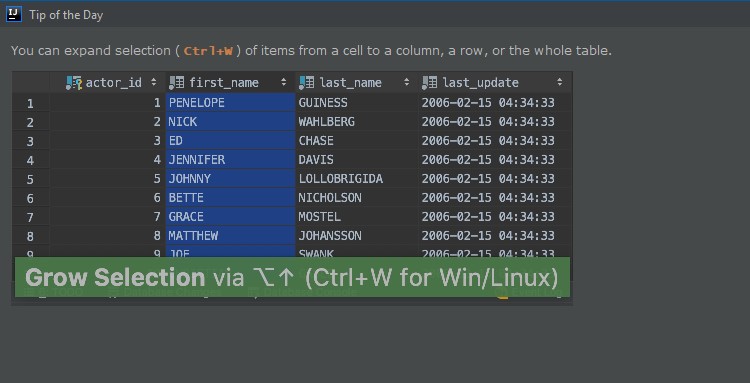 IJ Tip of the Day
You can expand selection ( Ctrl+W ) of items from a cell to a column, a row, or the whole table.
actor_id first_name last_name last_update
1 1 PENELOPE GUINESS 2006-02-15 04:34:33
2 2 NICK WAHLBERG 2006-02-15 04:34:33
3 3 ED CHASE 2006-02-15 04:34:33
4 4 JENNIFER DAVIS 2006-02-15 04:34:33
5 5 JOHNNY LOLLOBRIGIDA 2006-02-15 04:34:33
6 6 BETTE NICHOLSON 2006-02-15 04:34:33
7 7 GRACE MOSTEL 2006-02-15 04:34:33
8 8 MATTHEW JOHANSSON 2006-02-15 04:34:33
9 9 JOE SWANK 2006-02-15 04:34:33
Grow Selection via ⌥↑ (Ctrl+W for Win/Linux)